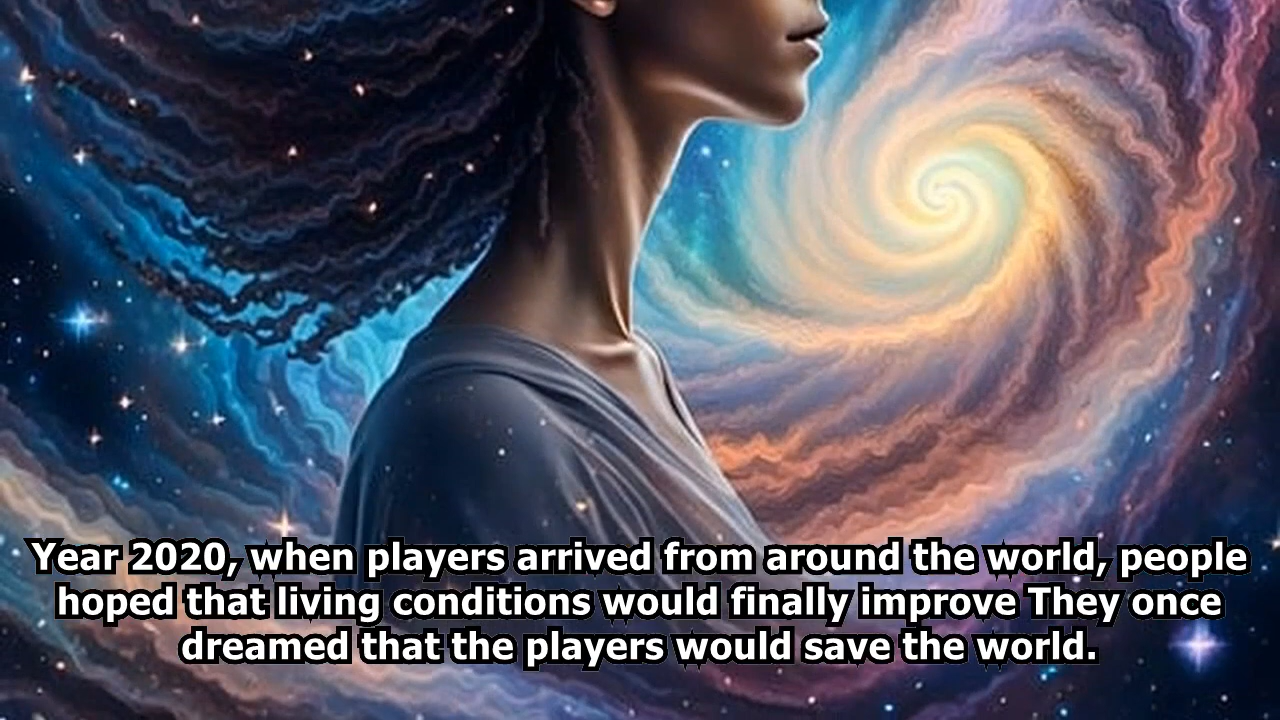 Year 2020, when players arrived from around the world, people
hoped that living conditions would finally improve They once
dreamed that the players would save the world.